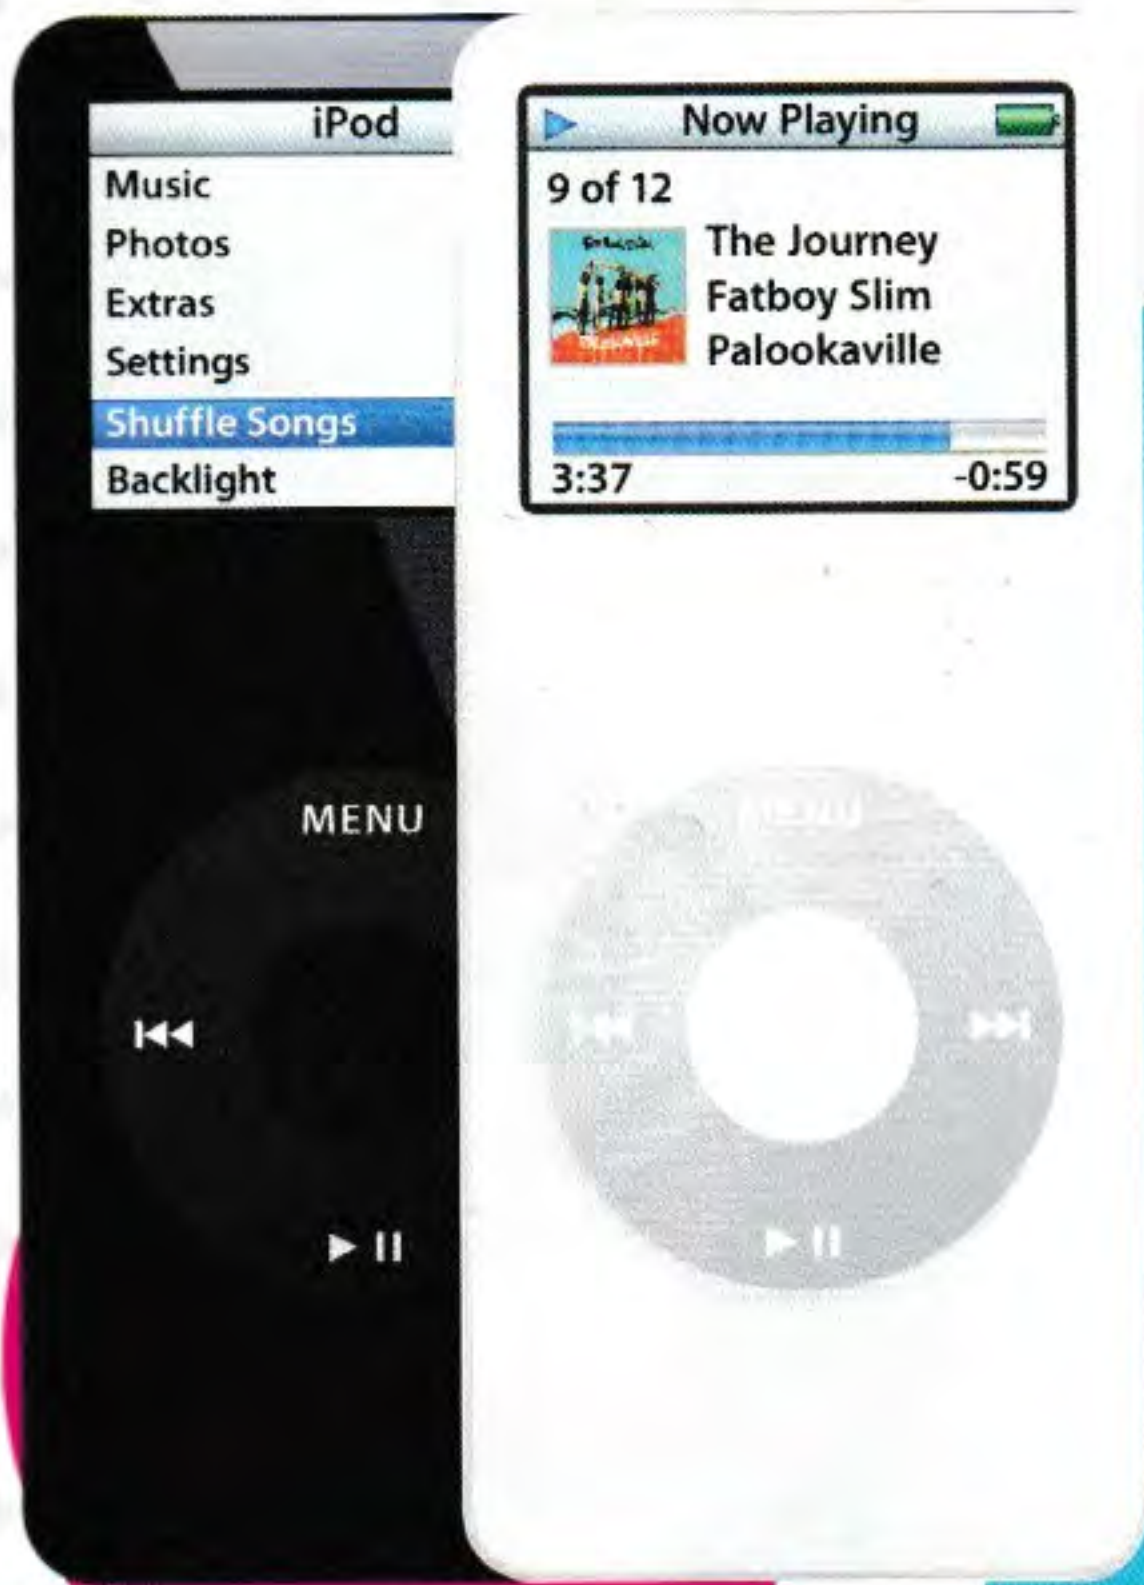 iPod
Music
Photos
Extras
Settings
Shuffle Songs
Backlight
MENU
Now Playing
9 of 12
The Journey
Fatboy Slim
Palookaville
3:37
-0:59
MENU